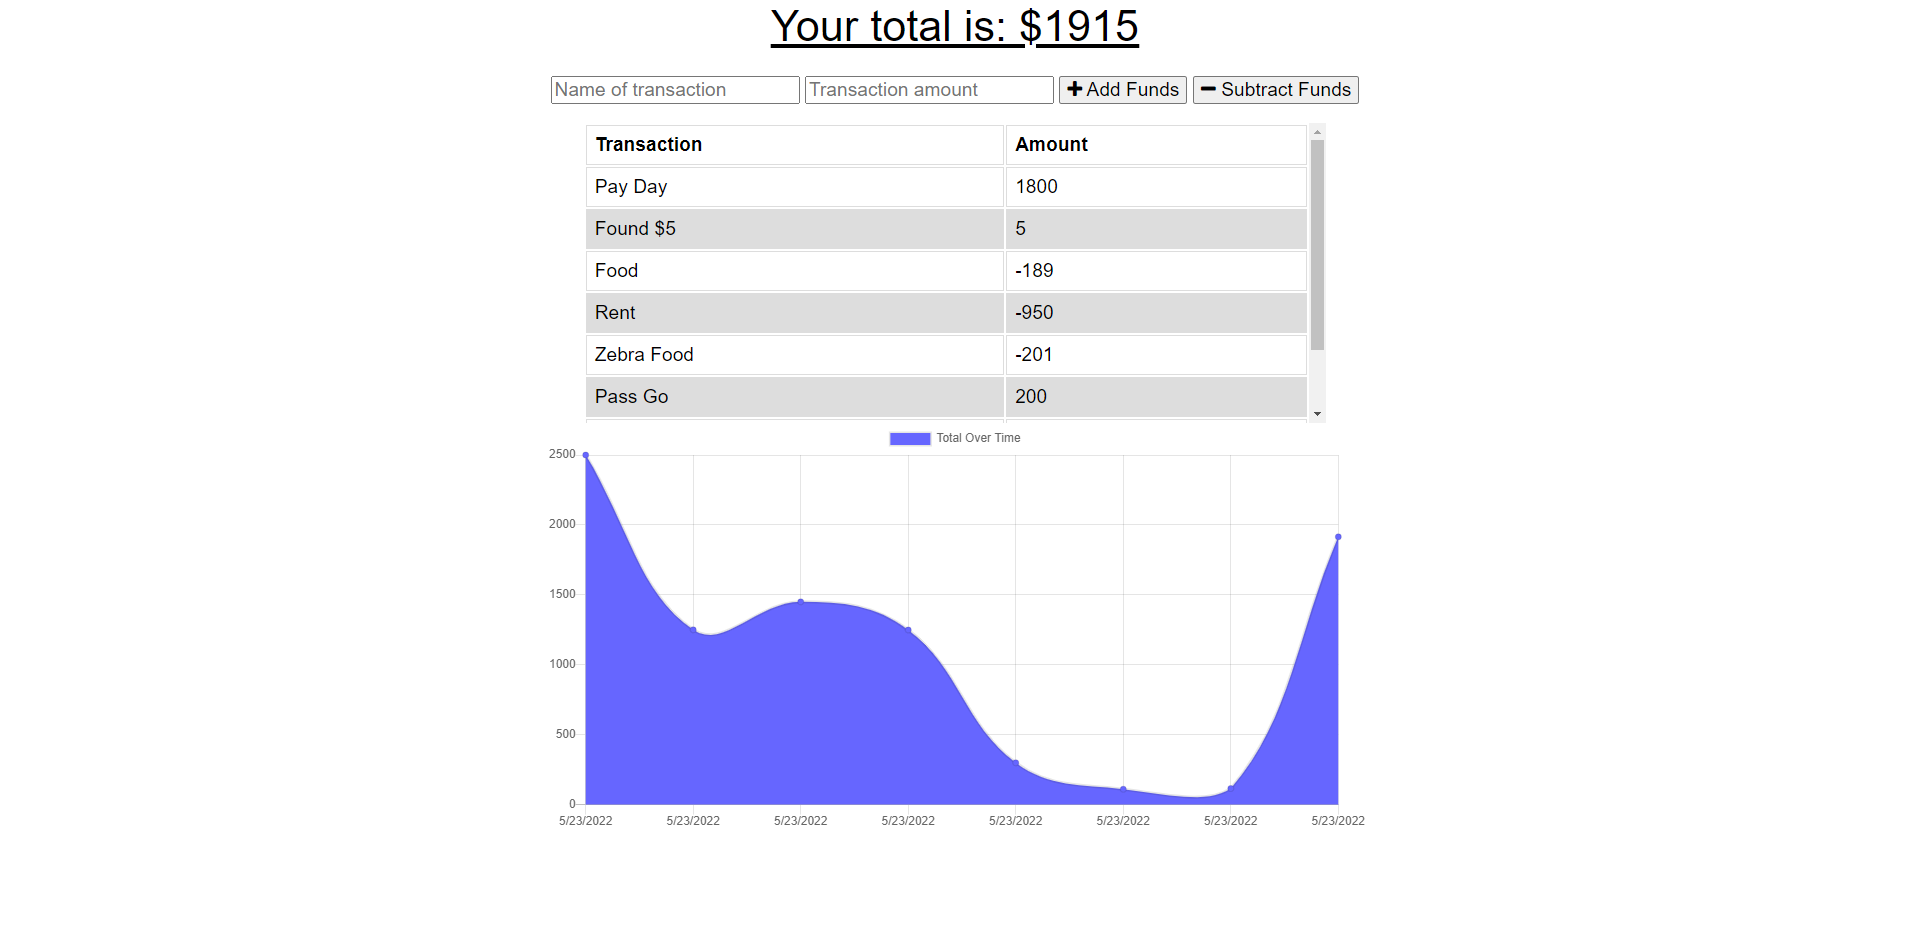 Your total is: $1915
Name of transaction Transaction amount Add Funds Subtract Funds
Transaction Amount
Pay Day 1800
Found $5 5
Food -189
Rent -950
Zebra Food -201
Pass Go 200
Total Over Time
2500
2000
1500
1000
500
0
5/23/2022 5/23/2022 5/23/2022 5/23/2022 5/23/2022 5/23/2022 5/23/2022 5/23/2022